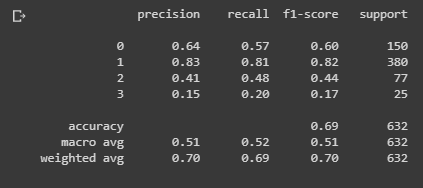 precision recall f1-score support
0 0.64 0.57 0.60 150
1 0.83 0.81 0.82 380
2 0.41 0.48 0.44 77
3 0.15 0.20 0.17 25
accuracy 0.69 632
macro avg 0.51 0.52 0.51 632
weighted avg 0.70 0.69 0.70 632